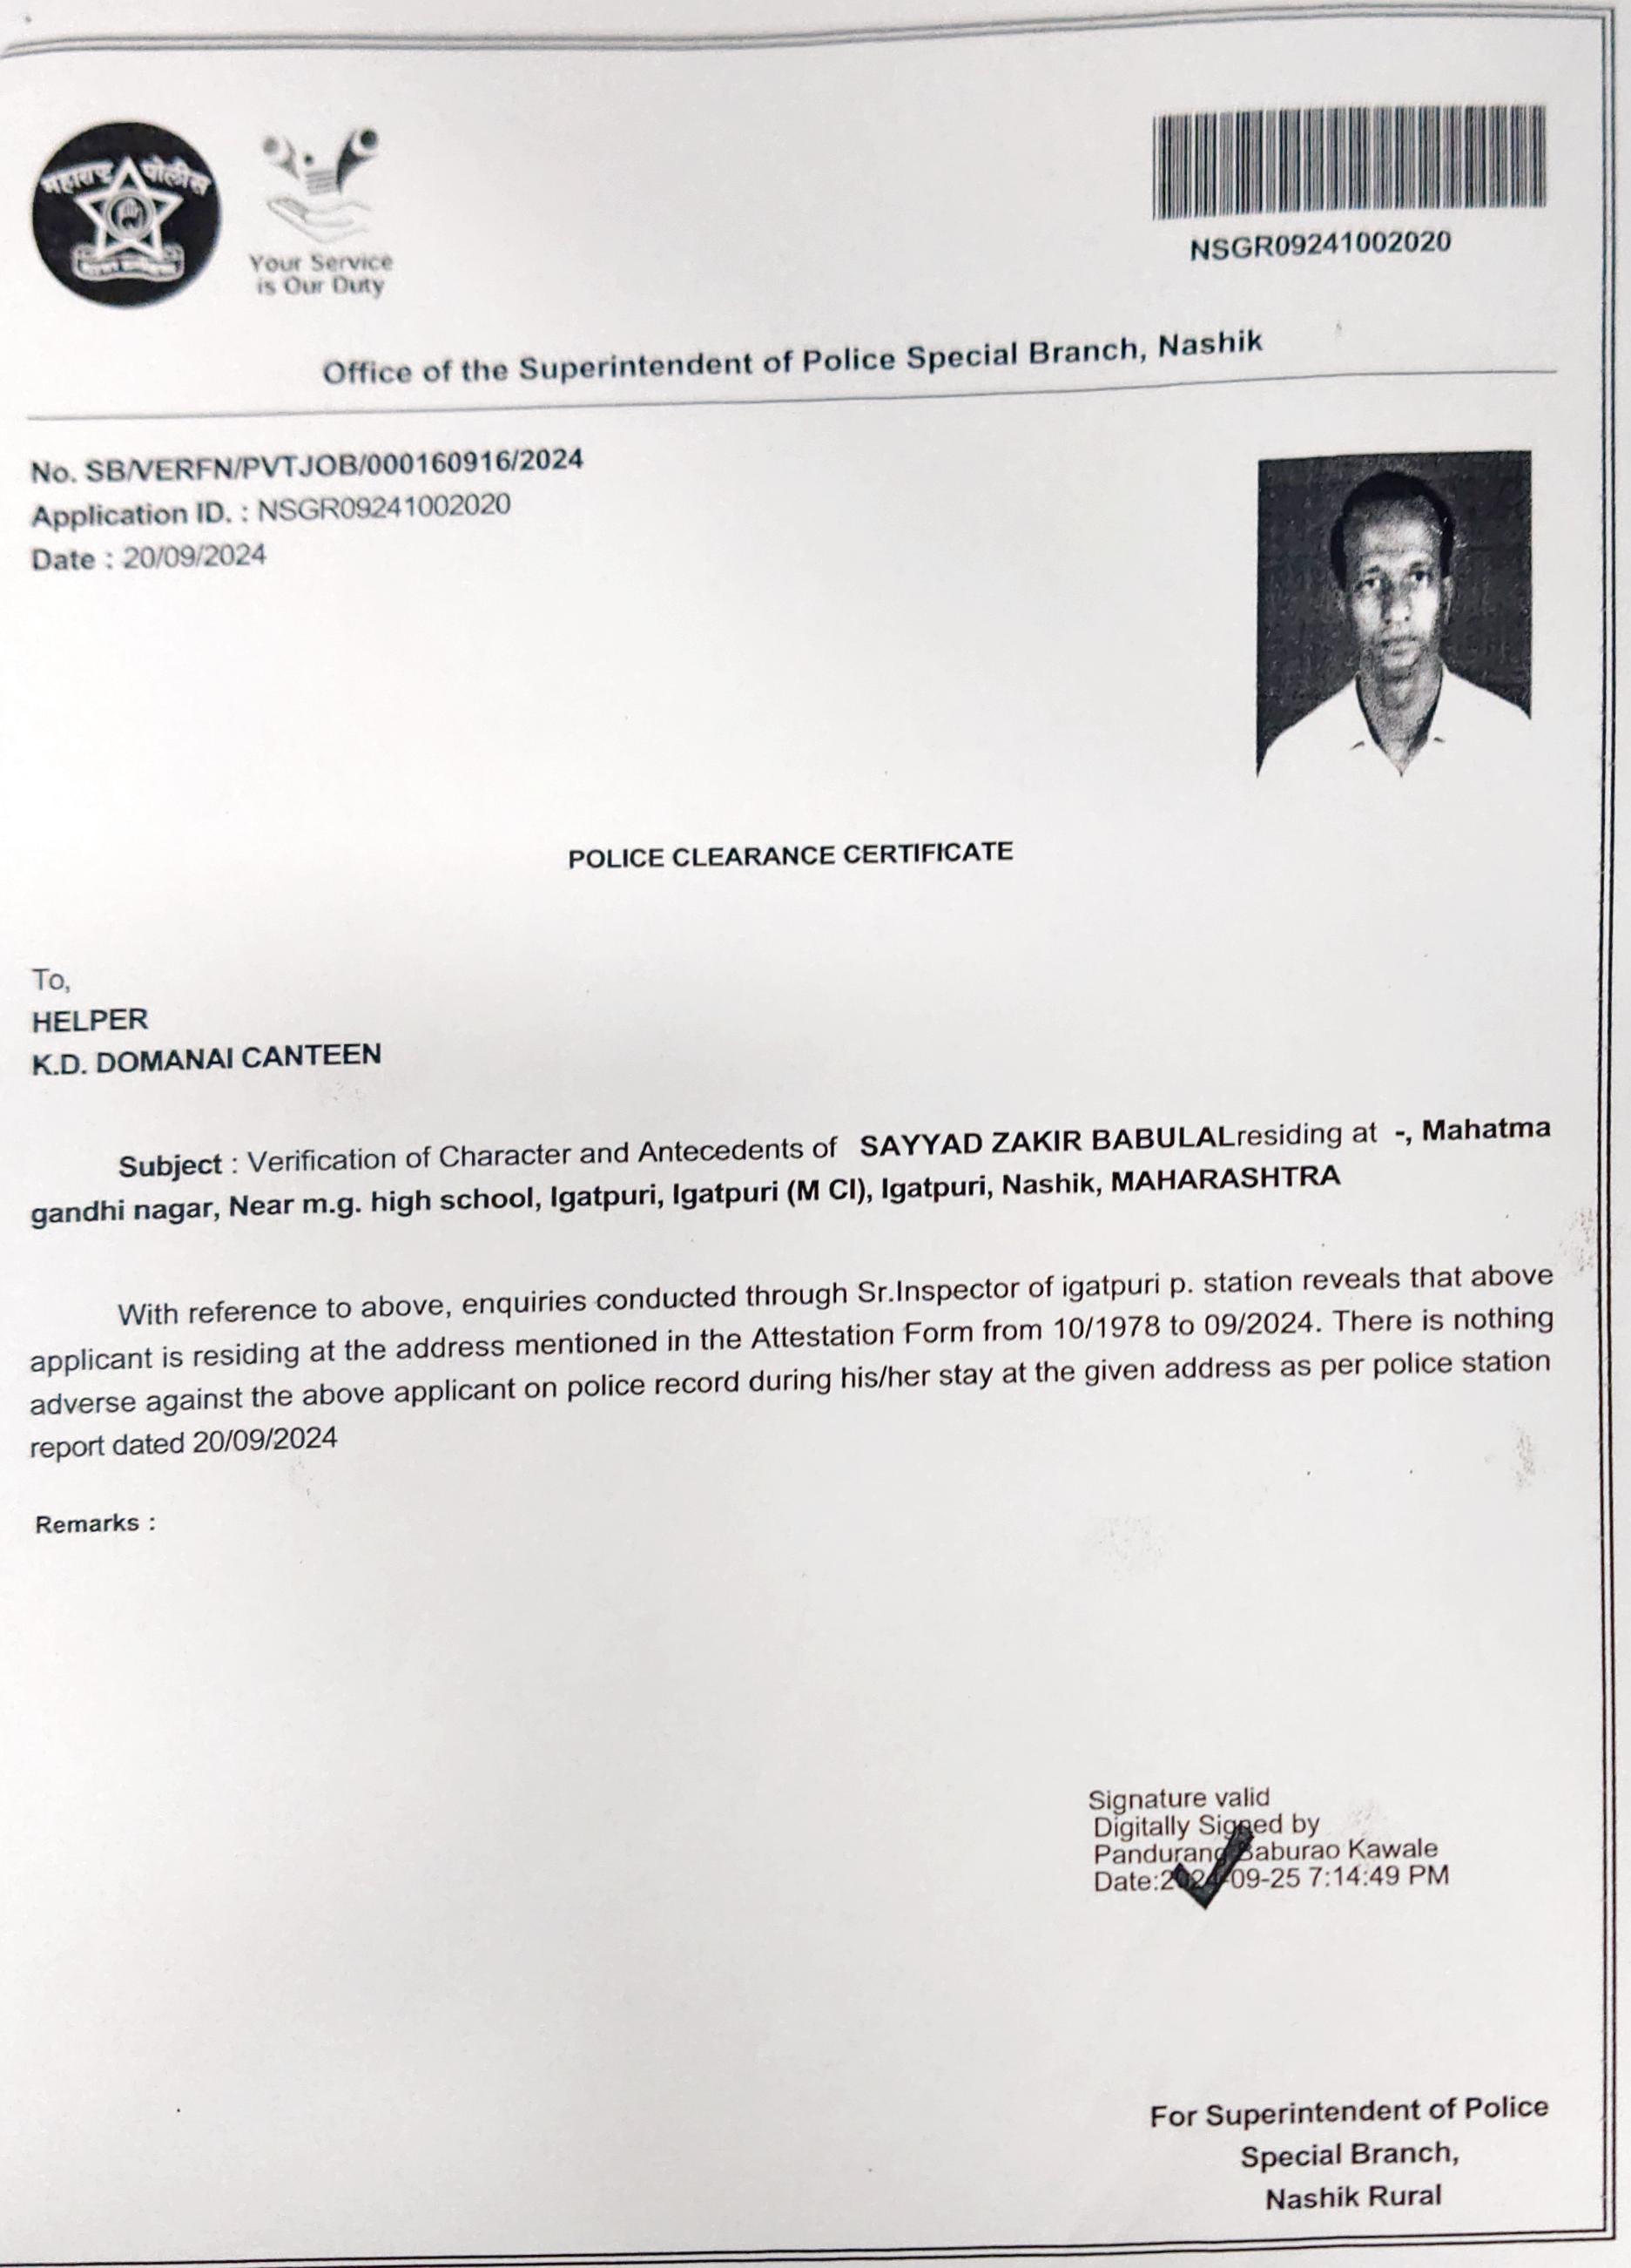 महाराष्ट्र पोलीस
Your Service
is Our Duty
NSGR09241002020
Office of the Superintendent of Police Special Branch, Nashik
No. SB/VERFN/PVTJOB/000160916/2024
Application ID. : NSGR09241002020
Date : 20/09/2024
POLICE CLEARANCE CERTIFICATE
To,
HELPER
K.D. DOMANAI CANTEEN
Subject : Verification of Character and Antecedents of SAYYAD ZAKIR BABULALresiding at -, Mahatma
gandhi nagar, Near m.g. high school, Igatpuri, Igatpuri (M Cl), Igatpuri, Nashik, MAHARASHTRA
With reference to above, enquiries conducted through Sr.Inspector of igatpuri p. station reveals that above
applicant is residing at the address mentioned in the Attestation Form from 10/1978 to 09/2024. There is nothing
adverse against the above applicant on police record during his/her stay at the given address as per police station
report dated 20/09/2024
Remarks :
Signature valid
Digitally Signed by
Pandurang Baburao Kawale
Date:2024-09-25 7:14:49 PM
For Superintendent of Police
Special Branch,
Nashik Rural